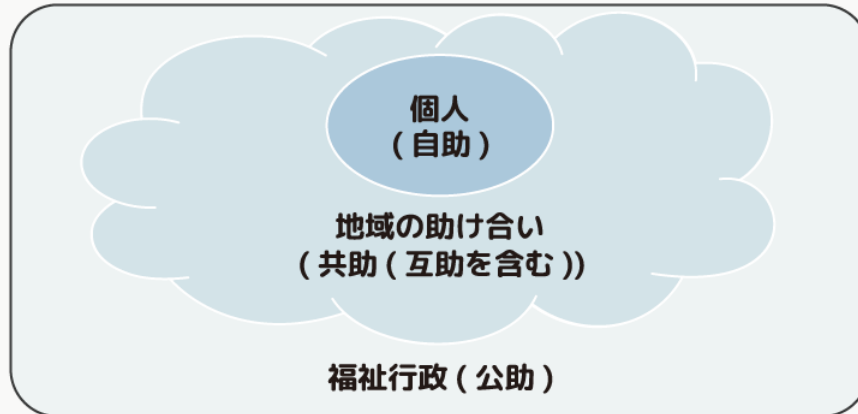 個人
( 自助 )
地域の助け合い
( 共助 ( 互助を含む ))
福祉行政 ( 公助 )